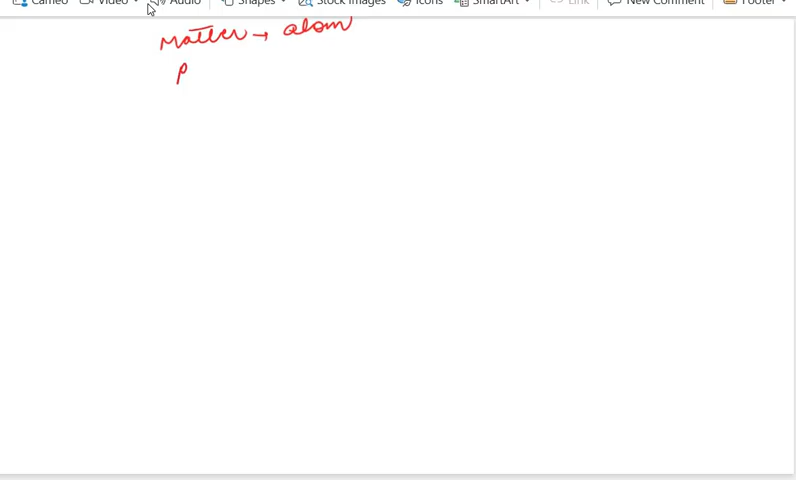 Cameo Video Audio Shapes Stock Images Icons SmartArt Link New Comment Footer
Matter → atom
P